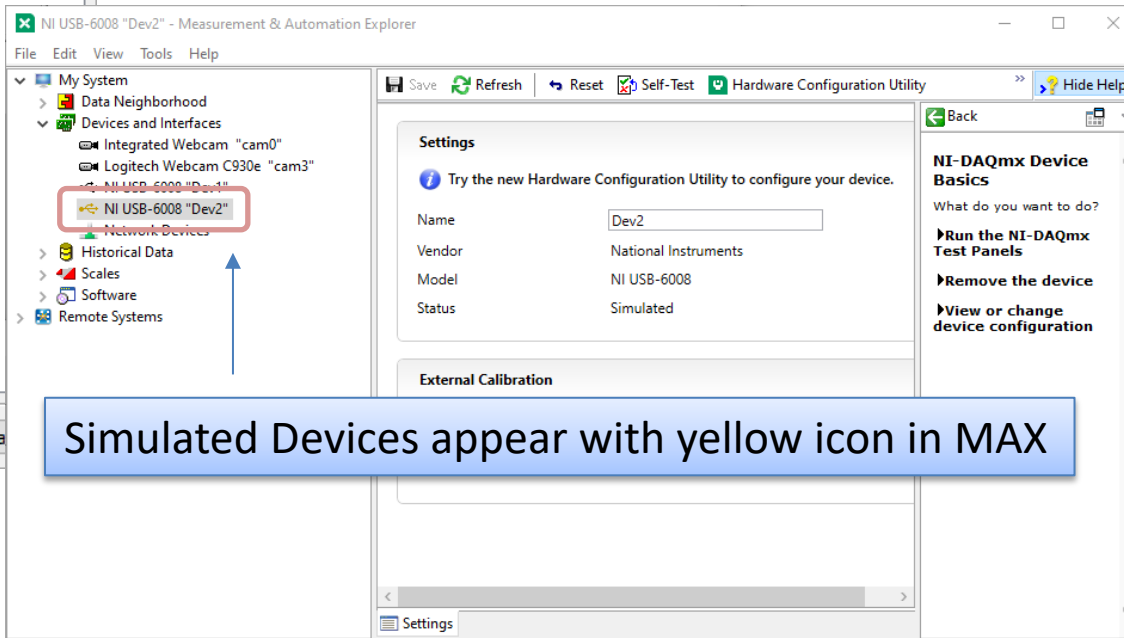 NI USB-6008 "Dev2" - Measurement & Automation Explorer
File Edit View Tools Help
My System
Data Neighborhood
Devices and Interfaces
Integrated Webcam "cam0"
Logitech Webcam C930e "cam3"
NI USB-6008 "Dev1"
NI USB-6008 "Dev2"
Network Devices
Historical Data
Scales
Software
Remote Systems
Save Refresh Reset Self-Test Hardware Configuration Utility » Hide Help
Settings
Try the new Hardware Configuration Utility to configure your device.
Name Dev2
Vendor National Instruments
Model NI USB-6008
Status Simulated
External Calibration
Settings
Back
NI-DAQmx Device
Basics
What do you want to do?
Run the NI-DAQmx
Test Panels
Remove the device
View or change
device configuration
Simulated Devices appear with yellow icon in MAX